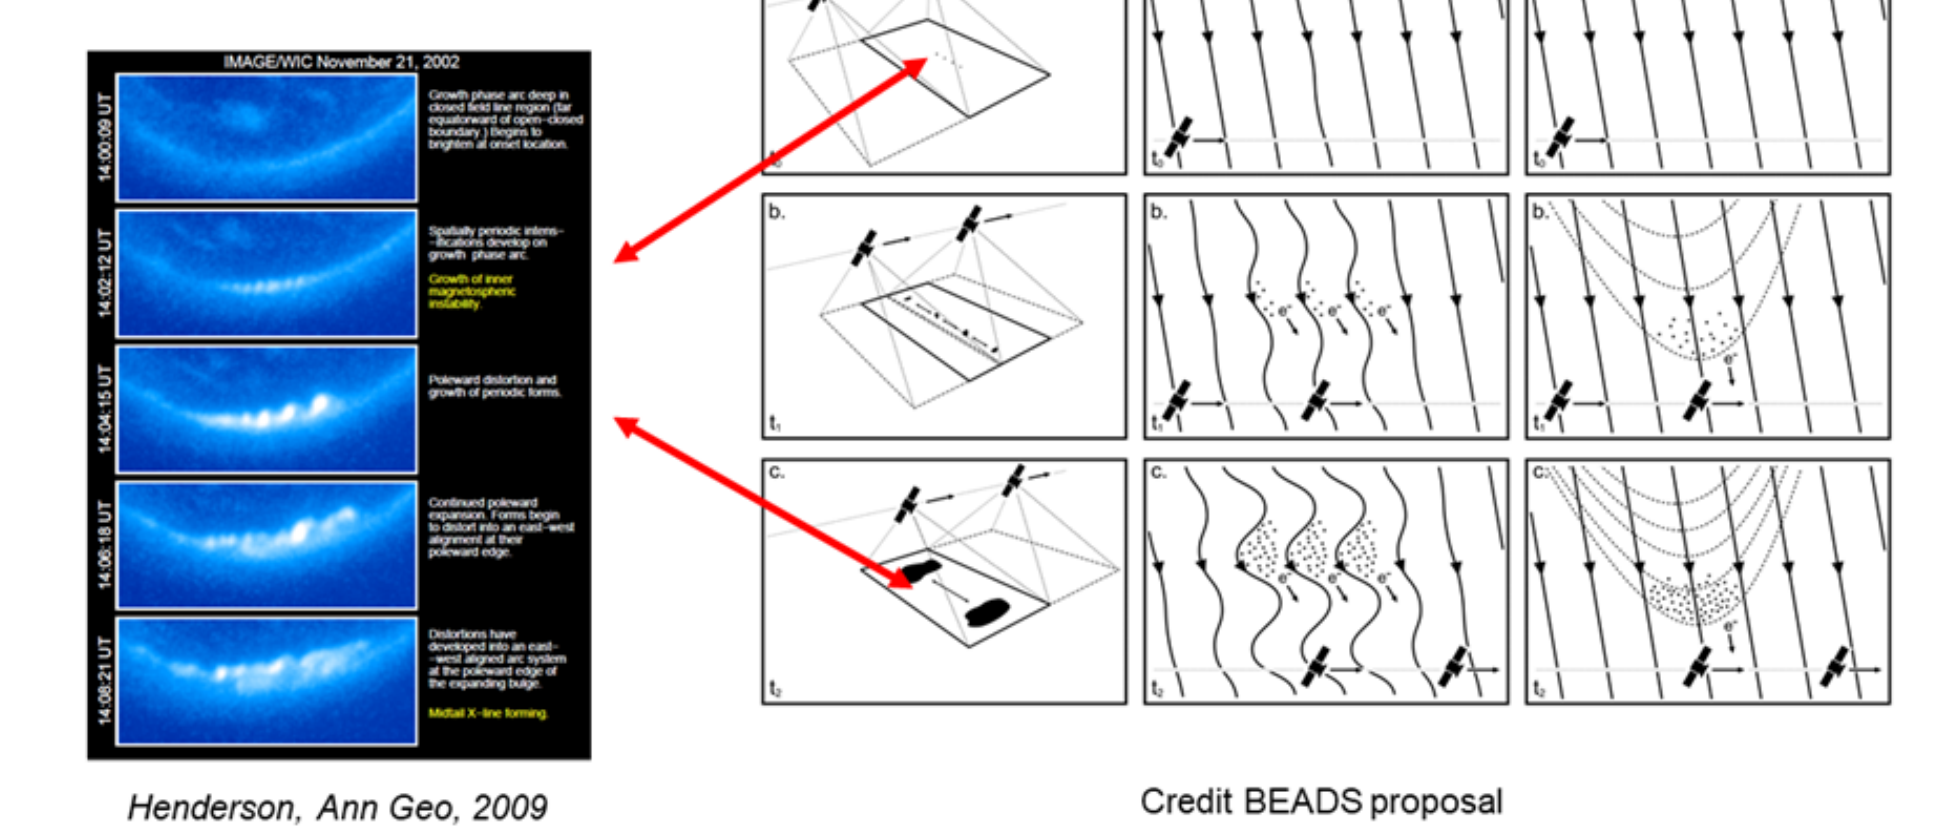 IMAGE/WIC November 21, 2002
14:00:09 UT
Growth phase arc deep in
closed field line region (far
equatorward of open-closed
boundary.) Begins to
brighten at onset location.
14:02:12 UT
Spatially periodic intens-
-ifications develop on
growth phase arc.
Growth of inner
magnetospheric
instability.
14:04:15 UT
Poleward distortion and
growth of periodic forms.
14:06:18 UT
Continued poleward
expansion. Forms begin
to distort into an east-west
alignment at their
poleward edge.
14:08:21 UT
Distortions have
developed into an east-
-west aligned arc system
at the poleward edge of
the expanding bulge.
Midtail X-line forming.
Henderson, Ann Geo, 2009
t₀
t₀
t₀
b.
t₁
b.
e⁻ e⁻ e⁻
t₁
b.
e⁻
t₁
c.
t₂
c.
e⁻ e⁻ e⁻
t₂
c.
e⁻
t₂
Credit BEADS proposal